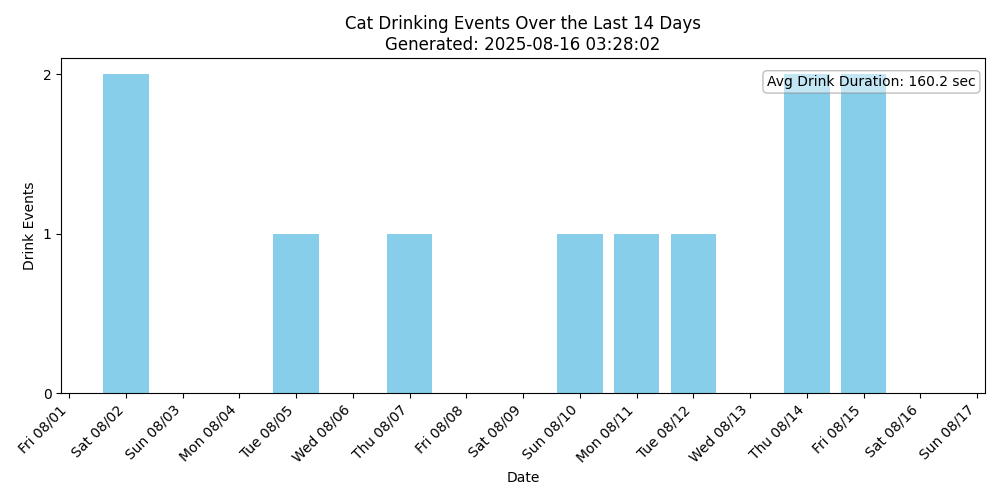 Cat Drinking Events Over the Last 14 Days
Generated: 2025-08-16 03:28:02
Avg Drink Duration: 160.2 sec
Drink Events
2
1
0
Fri 08/01
Sat 08/02
Sun 08/03
Mon 08/04
Tue 08/05
Wed 08/06
Thu 08/07
Fri 08/08
Sat 08/09
Sun 08/10
Mon 08/11
Tue 08/12
Wed 08/13
Thu 08/14
Fri 08/15
Sat 08/16
Sun 08/17
Date